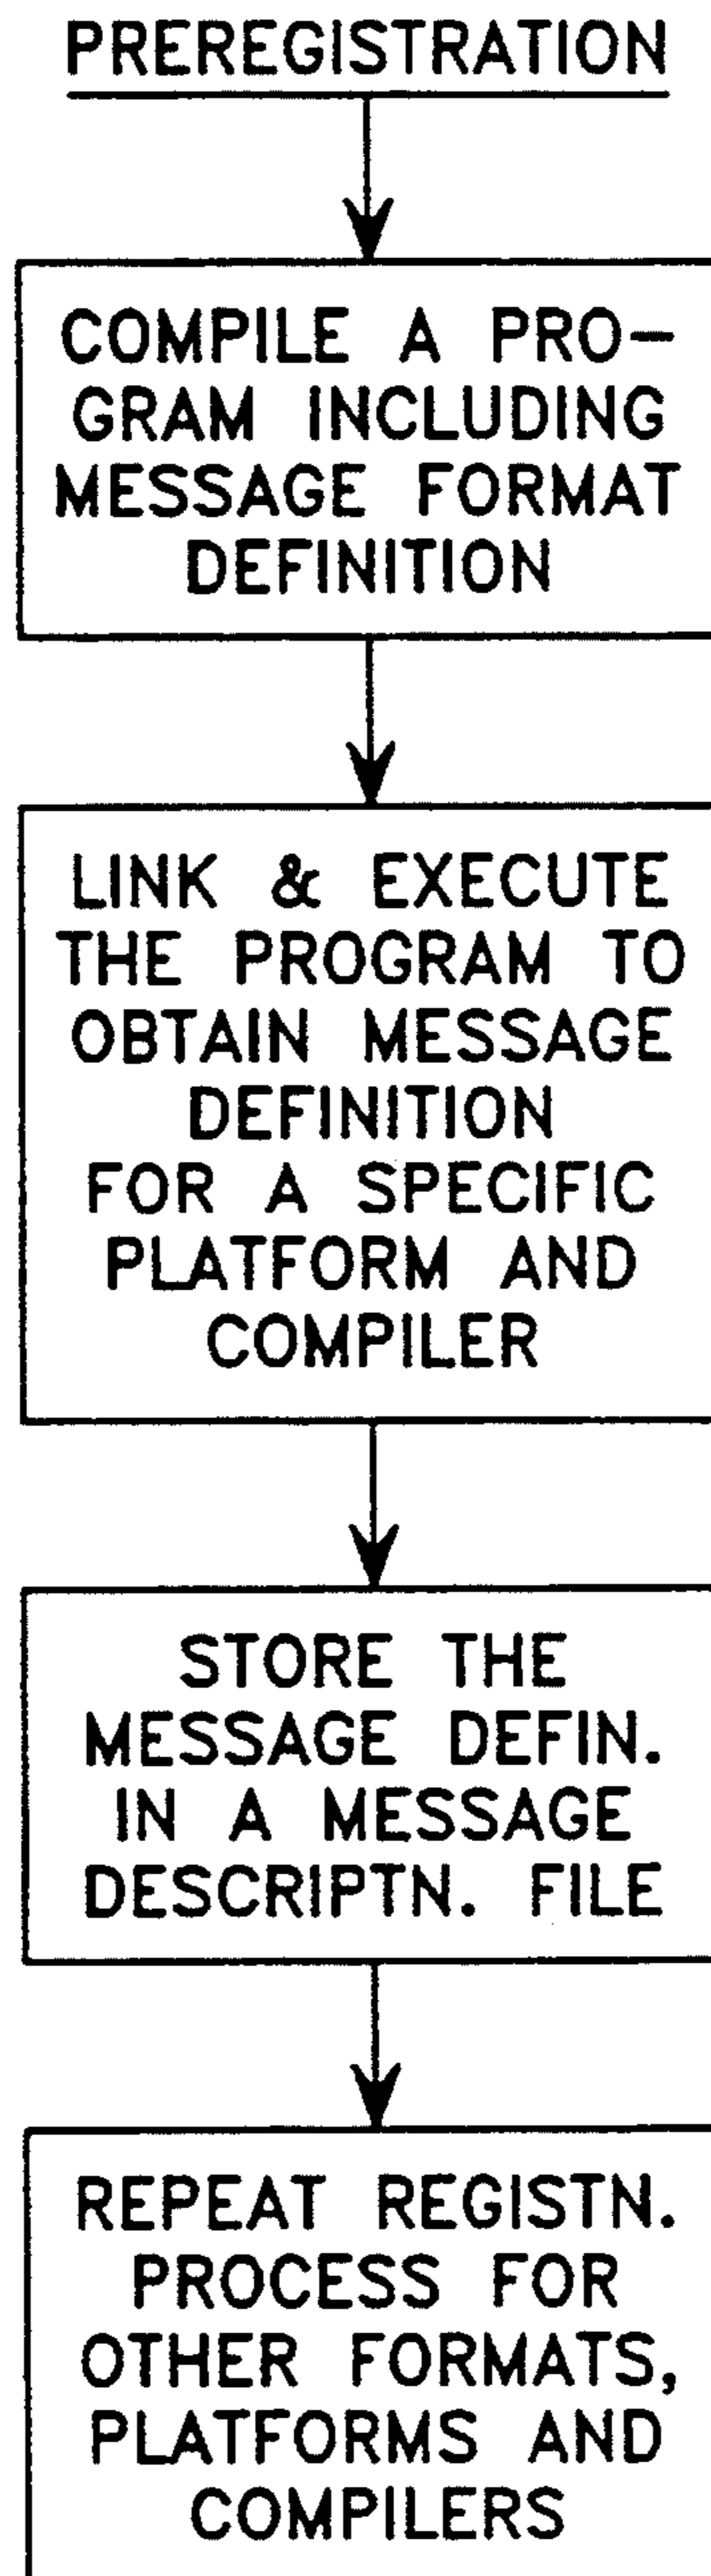 PREREGISTRATION
COMPILE A PRO-
GRAM INCLUDING
MESSAGE FORMAT
DEFINITION
LINK & EXECUTE
THE PROGRAM TO
OBTAIN MESSAGE
DEFINITION
FOR A SPECIFIC
PLATFORM AND
COMPILER
STORE THE
MESSAGE DEFIN.
IN A MESSAGE
DESCRIPTN. FILE
REPEAT REGISTN.
PROCESS FOR
OTHER FORMATS,
PLATFORMS AND
COMPILERS